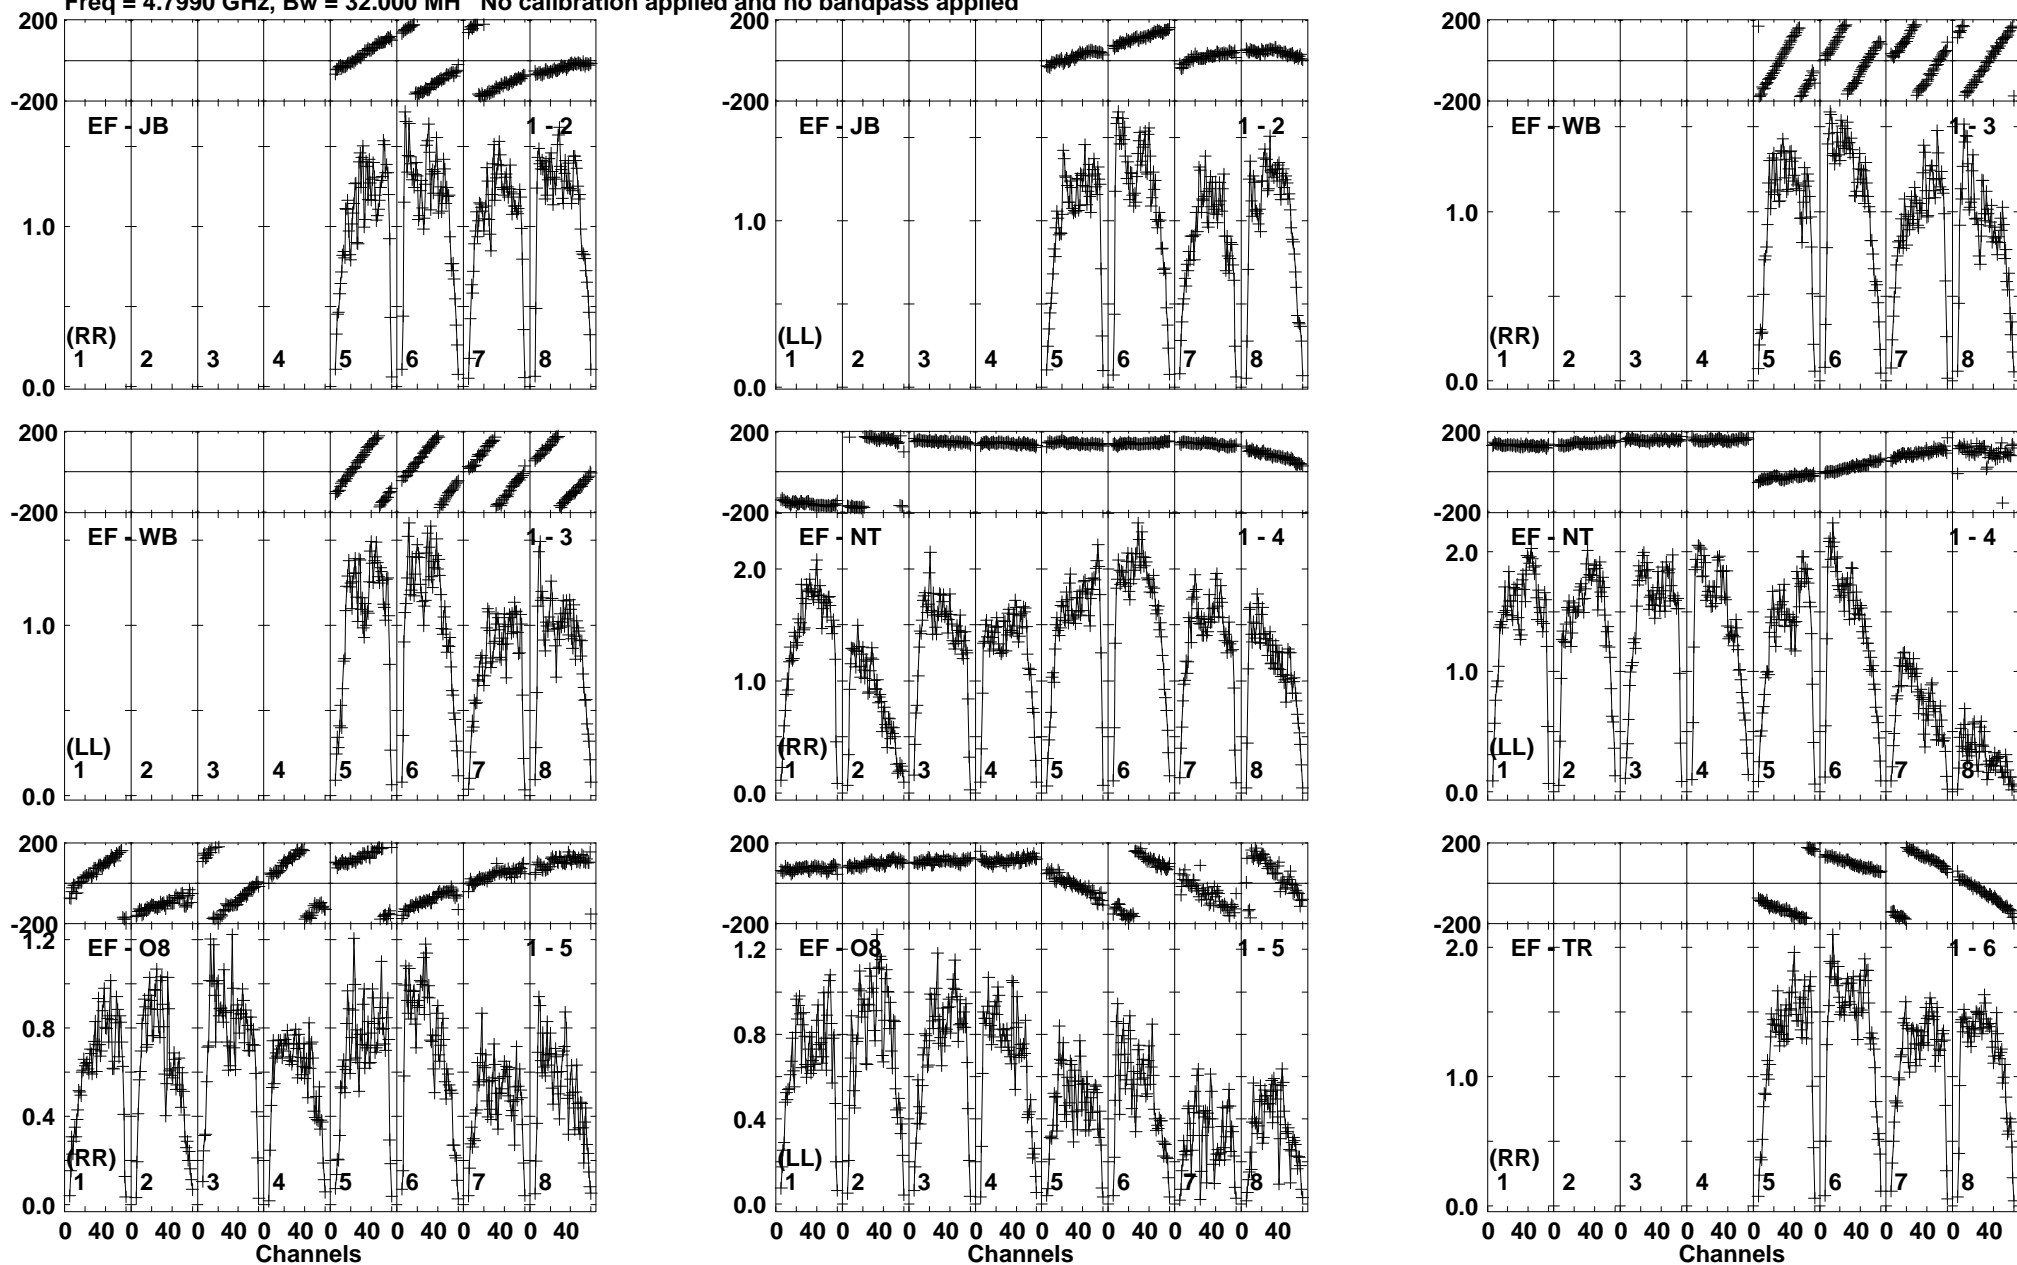 Freq = 4.7990 GHz, Bw = 32.000 MH No calibration applied and no bandpass applied
200 200 200
-200 -200 -200
EF - JB 1 - 2 EF - JB 1 - 2 EF - WB 1 - 3
1.0 1.0 1.0
(RR) (LL) (RR)
1 2 3 4 5 6 7 8 1 2 3 4 5 6 7 8 1 2 3 4 5 6 7 8
0.0 0.0 0.0
200 200 200
-200 -200 -200
EF - WB 1 - 3 EF - NT 1 - 4 EF - NT 1 - 4
2.0 2.0
1.0 1.0 1.0
(LL) (RR) (LL)
1 2 3 4 5 6 7 8 1 2 3 4 5 6 7 8 1 2 3 4 5 6 7 8
0.0 0.0 0.0
200 200 200
-200 -200 -200
1.2 EF - O8 1 - 5 1.2 EF - O8 1 - 5 2.0 EF - TR 1 - 6
0.8 0.8 1.0
0.4 0.4
(RR) (LL) (RR)
1 2 3 4 5 6 7 8 1 2 3 4 5 6 7 8 1 2 3 4 5 6 7 8
0.0 0.0 0.0
0 40 0 40 0 40 0 40 0 40 0 40 0 40 0 40 0 40 0 40 0 40 0 40 0 40 0 40 0 40 0 40 0 40 0 40 0 40 0 40 0 40 0 40 0 40 0 40
Channels Channels Channels